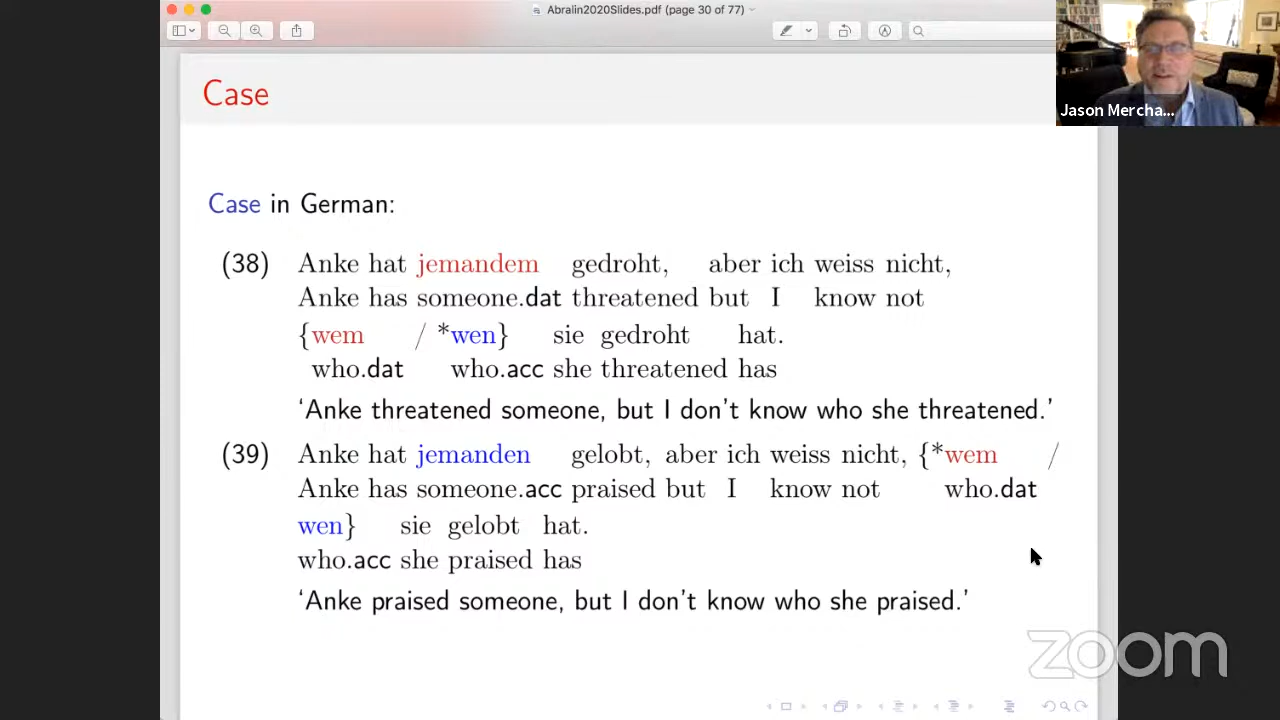 Abralin2020Slides.pdf (page 30 of 77)
Jason Mercha...
Case
Case in German:
(38) Anke hat jemandem gedroht, aber ich weiss nicht,
Anke has someone.dat threatened but I know not
{wem / *wen} sie gedroht hat.
who.dat who.acc she threatened has
‘Anke threatened someone, but I don't know who she threatened.’
(39) Anke hat jemanden gelobt, aber ich weiss nicht, {*wem /
Anke has someone.acc praised but I know not who.dat
wen} sie gelobt hat.
who.acc she praised has
‘Anke praised someone, but I don't know who she praised.’
zoom